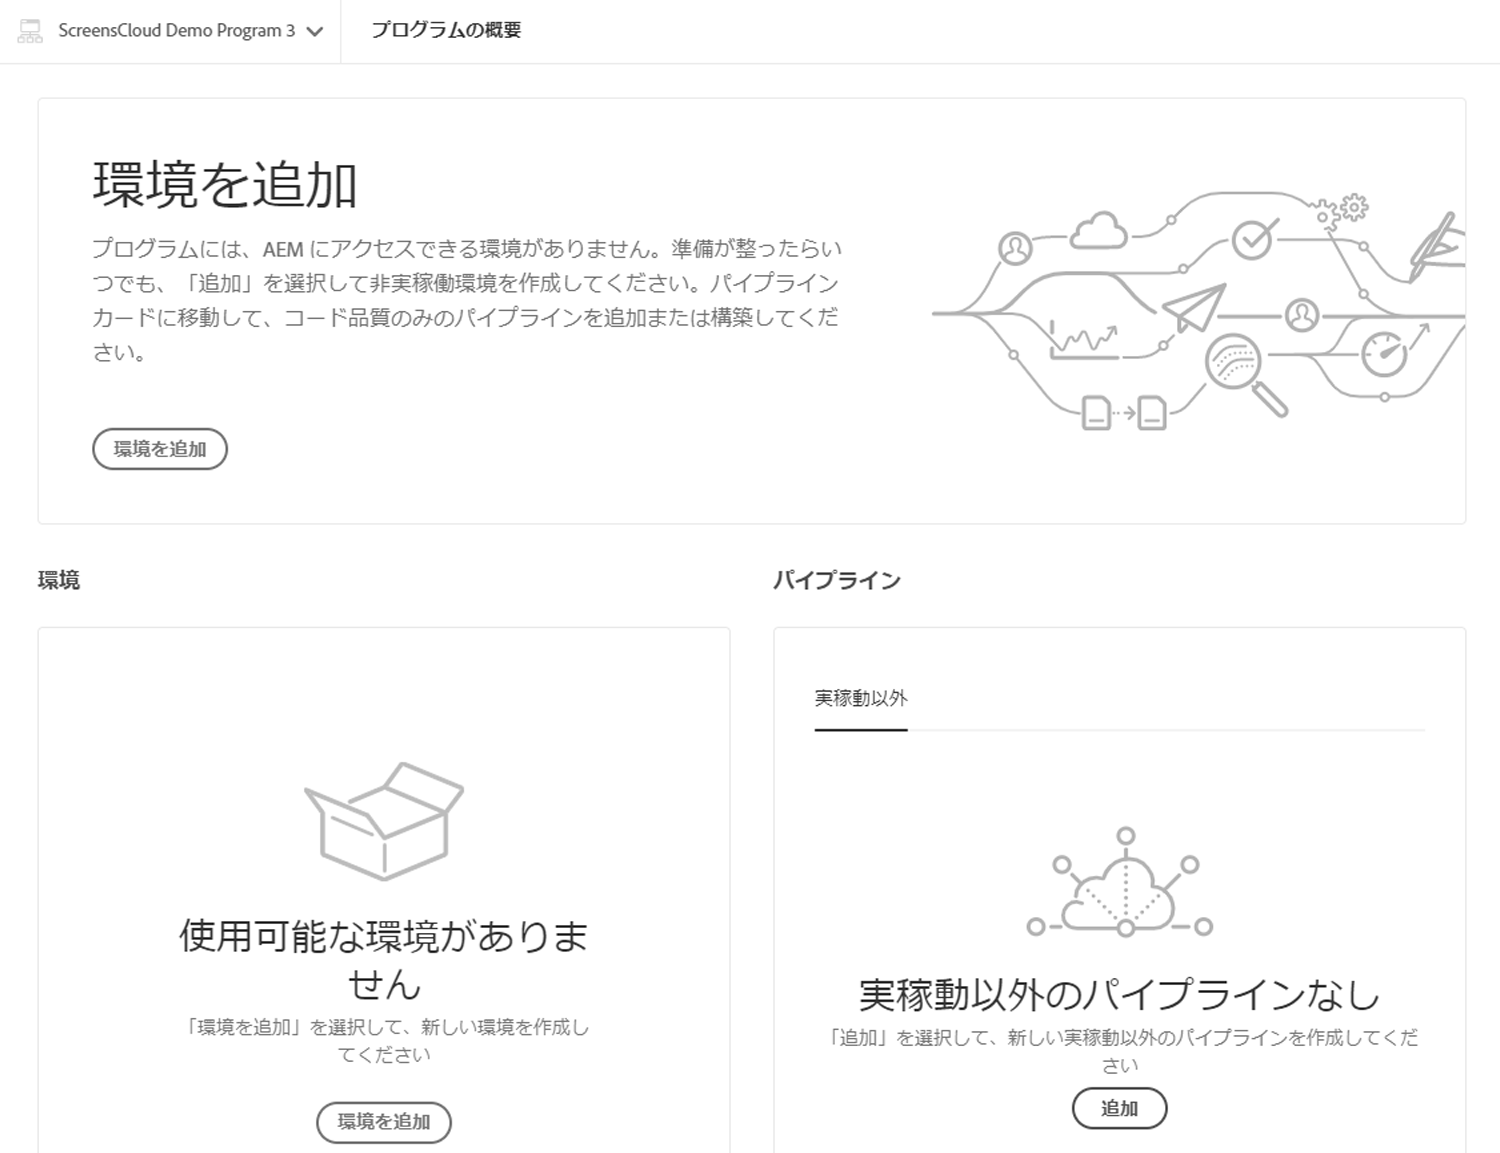 ScreensCloud Demo Program 3
プログラムの概要
環境を追加
プログラムには、AEM にアクセスできる環境がありません。準備が整ったらい
つでも、「追加」を選択して非実稼働環境を作成してください。パイプライン
カードに移動して、コード品質のみのパイプラインを追加または構築してくだ
さい。
環境を追加
環境
パイプライン
実稼動以外
使用可能な環境がありま
せん
「環境を追加」を選択して、新しい環境を作成し
てください
環境を追加
実稼動以外のパイプラインなし
「追加」を選択して、新しい実稼動以外のパイプラインを作成してくだ
さい
追加